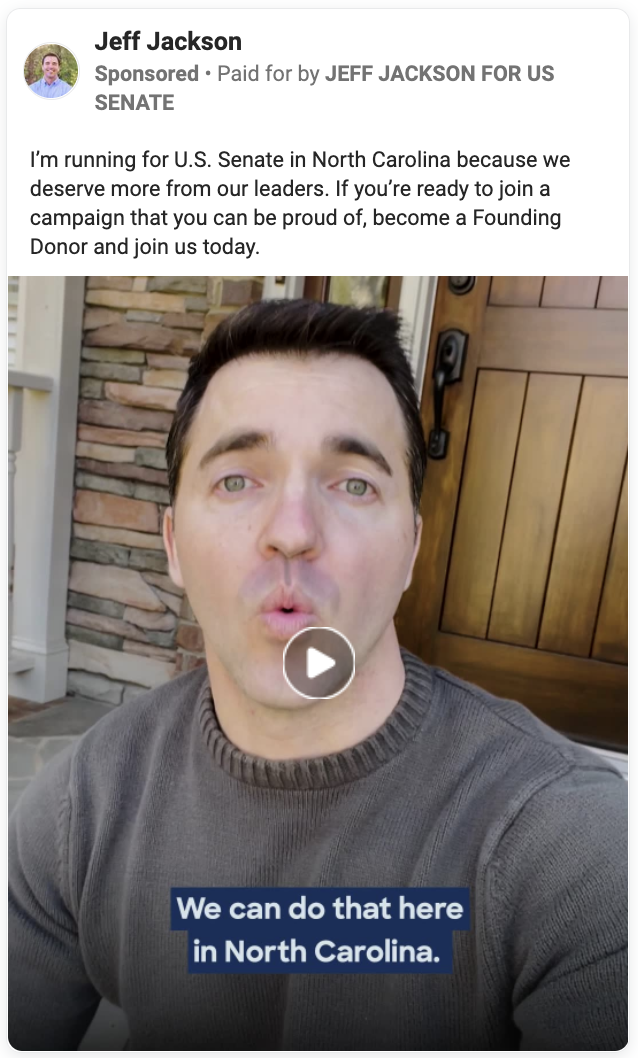 Jeff Jackson
Sponsored • Paid for by JEFF JACKSON FOR US
SENATE
I’m running for U.S. Senate in North Carolina because we
deserve more from our leaders. If you’re ready to join a
campaign that you can be proud of, become a Founding
Donor and join us today.
We can do that here
in North Carolina.